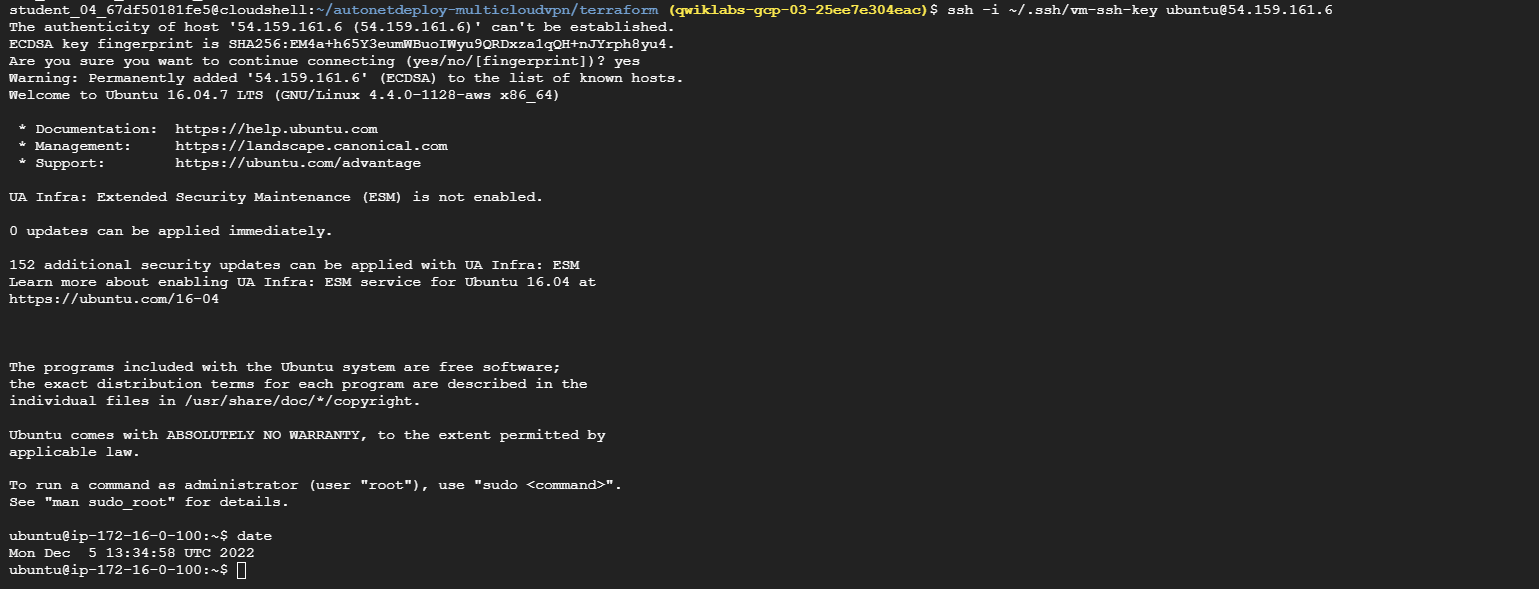 student_04_67df50181fe5@cloudshell:~/autonetdeploy-multicloudvpn/terraform (qwiklabs-gcp-03-25ee7e304eac)$ ssh -i ~/.ssh/vm-ssh-key ubuntu@54.159.161.6
The authenticity of host '54.159.161.6 (54.159.161.6)' can't be established.
ECDSA key fingerprint is SHA256:EM4a+h65Y3eumWBuoIWyu9QRDxza1qQH+nJYrph8yu4.
Are you sure you want to continue connecting (yes/no/[fingerprint])? yes
Warning: Permanently added '54.159.161.6' (ECDSA) to the list of known hosts.
Welcome to Ubuntu 16.04.7 LTS (GNU/Linux 4.4.0-1128-aws x86_64)
* Documentation:  https://help.ubuntu.com
* Management:     https://landscape.canonical.com
* Support:        https://ubuntu.com/advantage
UA Infra: Extended Security Maintenance (ESM) is not enabled.
0 updates can be applied immediately.
152 additional security updates can be applied with UA Infra: ESM
Learn more about enabling UA Infra: ESM service for Ubuntu 16.04 at
https://ubuntu.com/16-04
The programs included with the Ubuntu system are free software;
the exact distribution terms for each program are described in the
individual files in /usr/share/doc/*/copyright.
Ubuntu comes with ABSOLUTELY NO WARRANTY, to the extent permitted by
applicable law.
To run a command as administrator (user "root"), use "sudo <command>".
See "man sudo_root" for details.
ubuntu@ip-172-16-0-100:~$ date
Mon Dec  5 13:34:58 UTC 2022
ubuntu@ip-172-16-0-100:~$